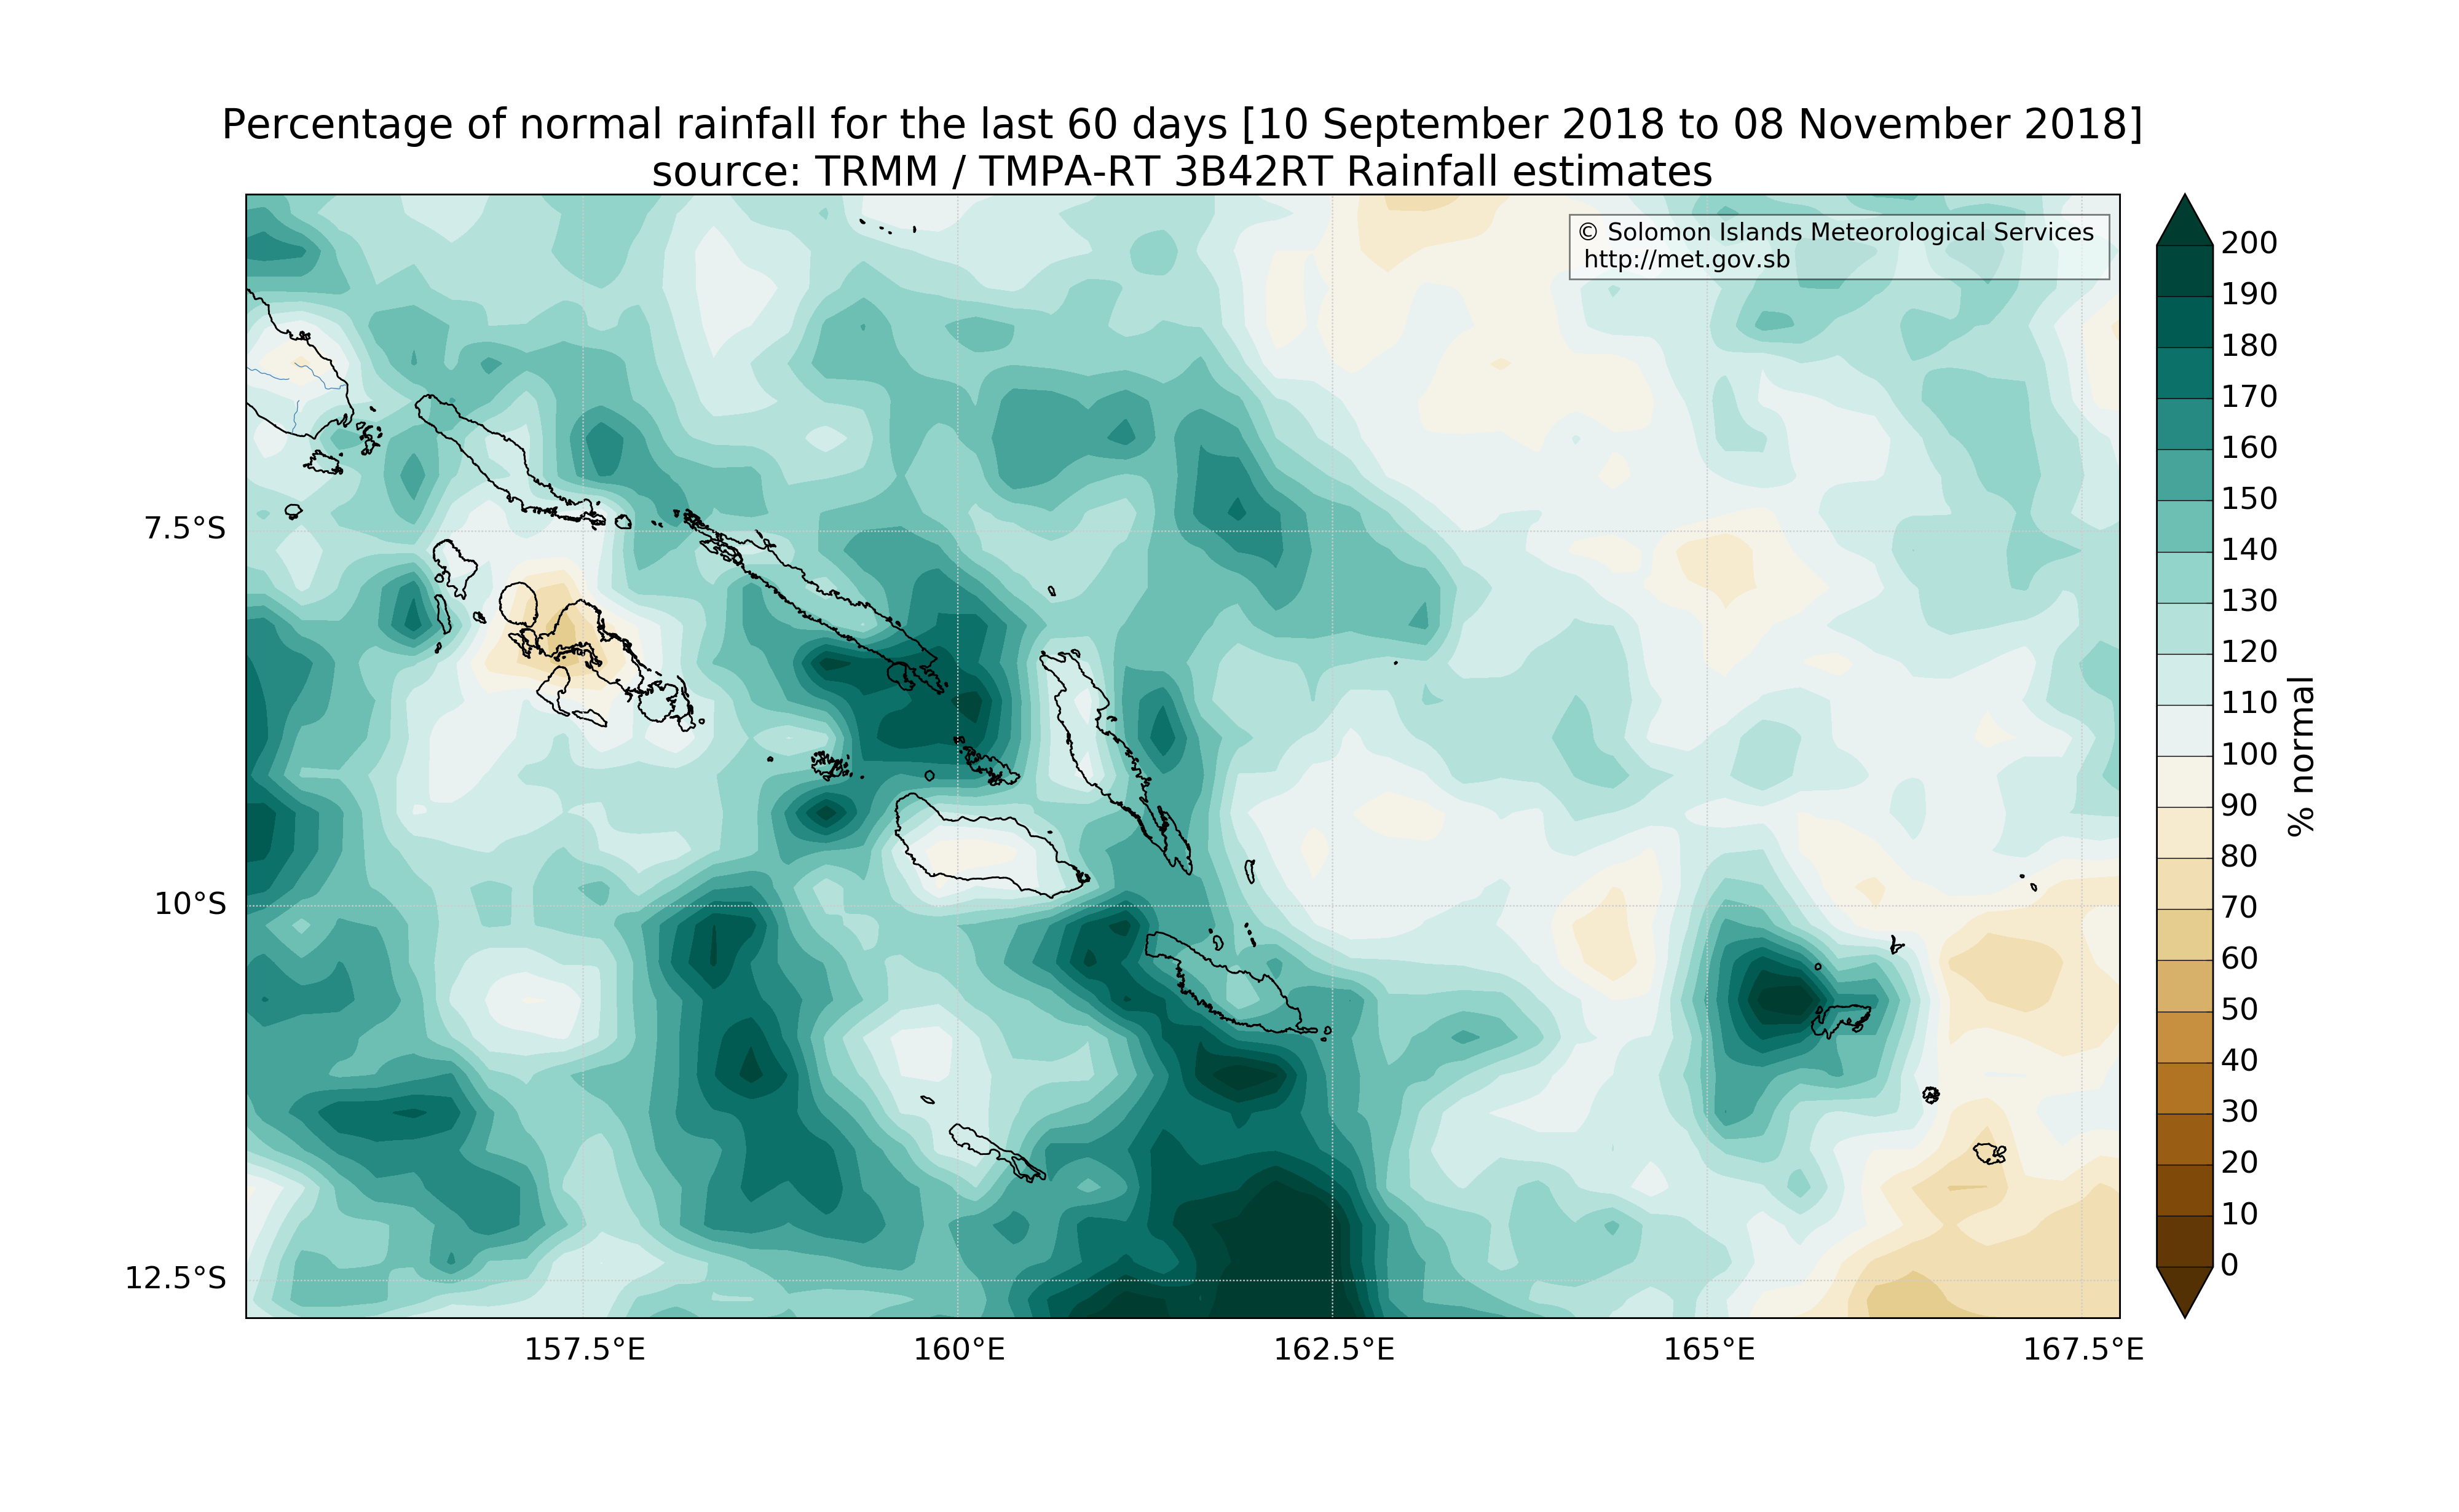 Percentage of normal rainfall for the last 60 days [10 September 2018 to 08 November 2018]
source: TRMM / TMPA-RT 3B42RT Rainfall estimates
© Solomon Islands Meteorological Services
http://met.gov.sb
7.5°S
10°S
12.5°S
157.5°E
160°E
162.5°E
165°E
167.5°E
200
190
180
170
160
150
140
130
120
110
100
90
80
70
60
50
40
30
20
10
0
% normal